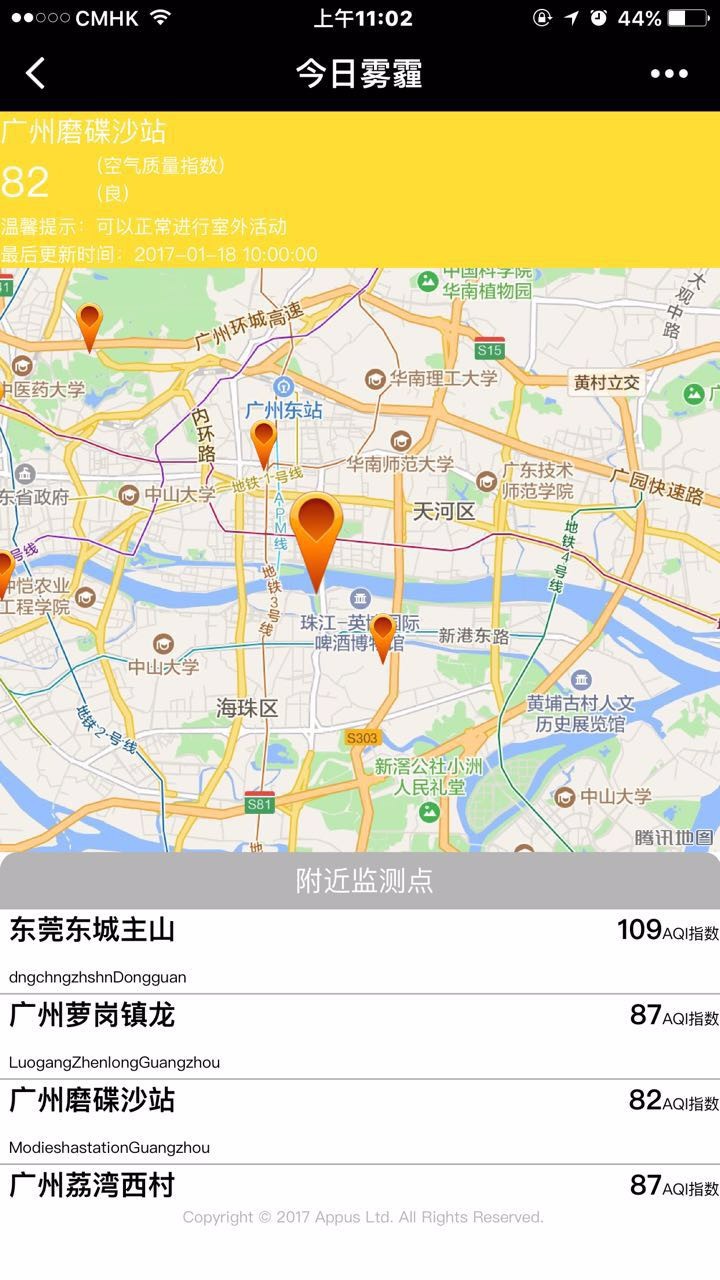 CMHK
上午11:02
44%
今日雾霾
广州磨碟沙站
82
(空气质量指数)
(良)
温馨提示：可以正常进行室外活动
最后更新时间：2017-01-18 10:00:00
中国科学院
华南植物园
大观中路
广州环城高速
S15
中医药大学
华南理工大学
黄村立交
广州东站
内环路
华南师范大学
广东技术
师范学院
广园快速路
地铁1号线
东省政府
中山大学
APM线
天河区
地铁4号线
号线
中恺农业
工程学院
地铁3号线
珠江-英博国际
啤酒博物馆
新港东路
中山大学
海珠区
黄埔古村人文
历史展览馆
地铁2号线
S303
新滘公社小洲
人民礼堂
S81
中山大学
地
腾讯地图
附近监测点
东莞东城主山
109AQI指数
dngchngzhshnDongguan
广州萝岗镇龙
87AQI指数
LuogangZhenlongGuangzhou
广州磨碟沙站
82AQI指数
ModieshastationGuangzhou
广州荔湾西村
87AQI指数
Copyright © 2017 Appus Ltd. All Rights Reserved.